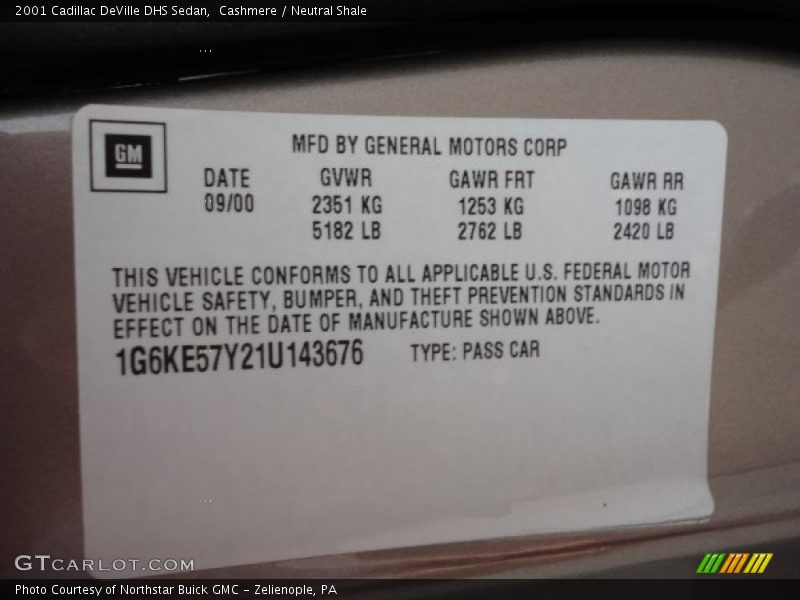 2001 Cadillac DeVille DHS Sedan,  Cashmere / Neutral Shale
GM
MFD BY GENERAL MOTORS CORP
DATE GVWR GAWR FRT GAWR RR
09/00 2351 KG 1253 KG 1098 KG
5182 LB 2762 LB 2420 LB
THIS VEHICLE CONFORMS TO ALL APPLICABLE U.S. FEDERAL MOTOR
VEHICLE SAFETY, BUMPER, AND THEFT PREVENTION STANDARDS IN
EFFECT ON THE DATE OF MANUFACTURE SHOWN ABOVE.
1G6KE57Y21U143676 TYPE: PASS CAR
GTCARLOT.COM
Photo Courtesy of Northstar Buick GMC - Zelienople, PA